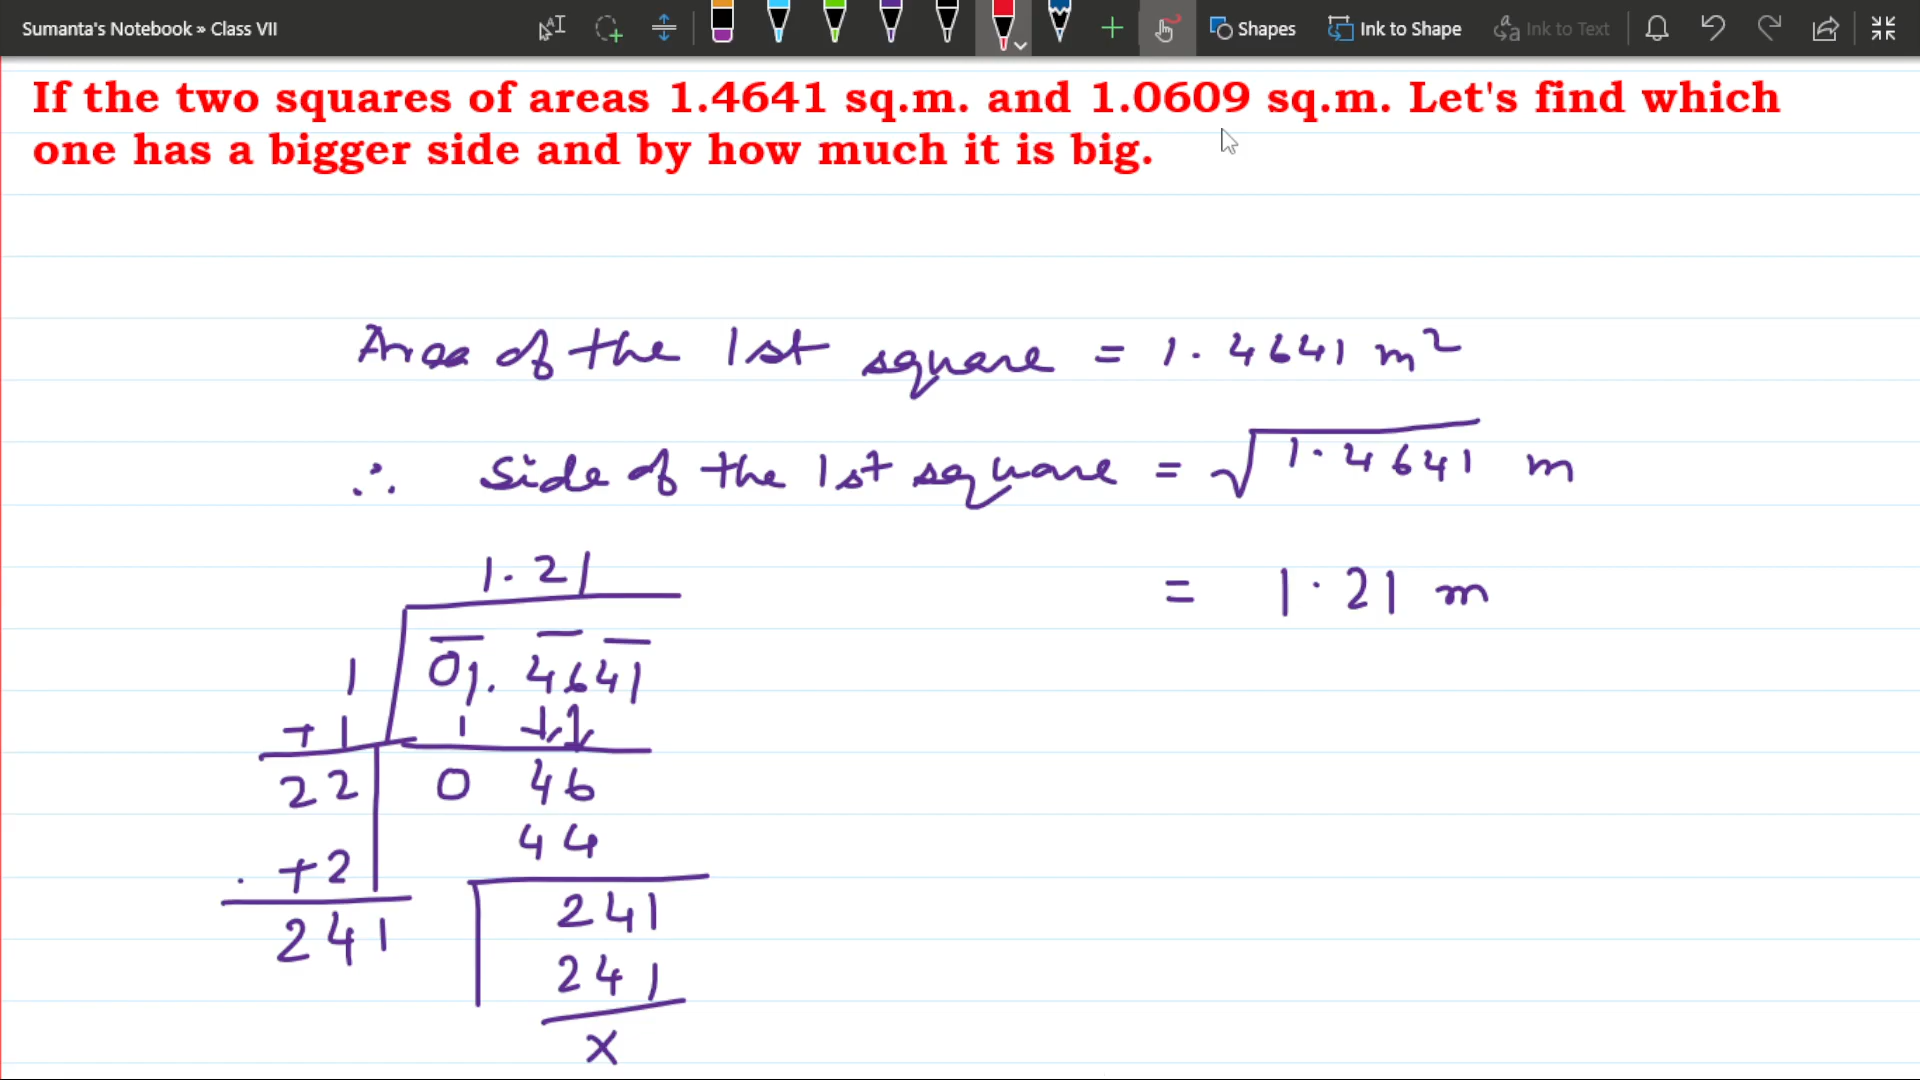 Sumanta's Notebook » Class VII
Shapes
Ink to Shape
Ink to Text
If the two squares of areas 1.4641 sq.m. and 1.0609 sq.m. Let's find which
one has a bigger side and by how much it is big.
Area of the 1st square = 1.4641 m²
∴ Side of the 1st square = √1.4641 m
= 1.21 m
1.21
1 01.4641
+1 1
22 0 46
44
+2
241 241
241
x